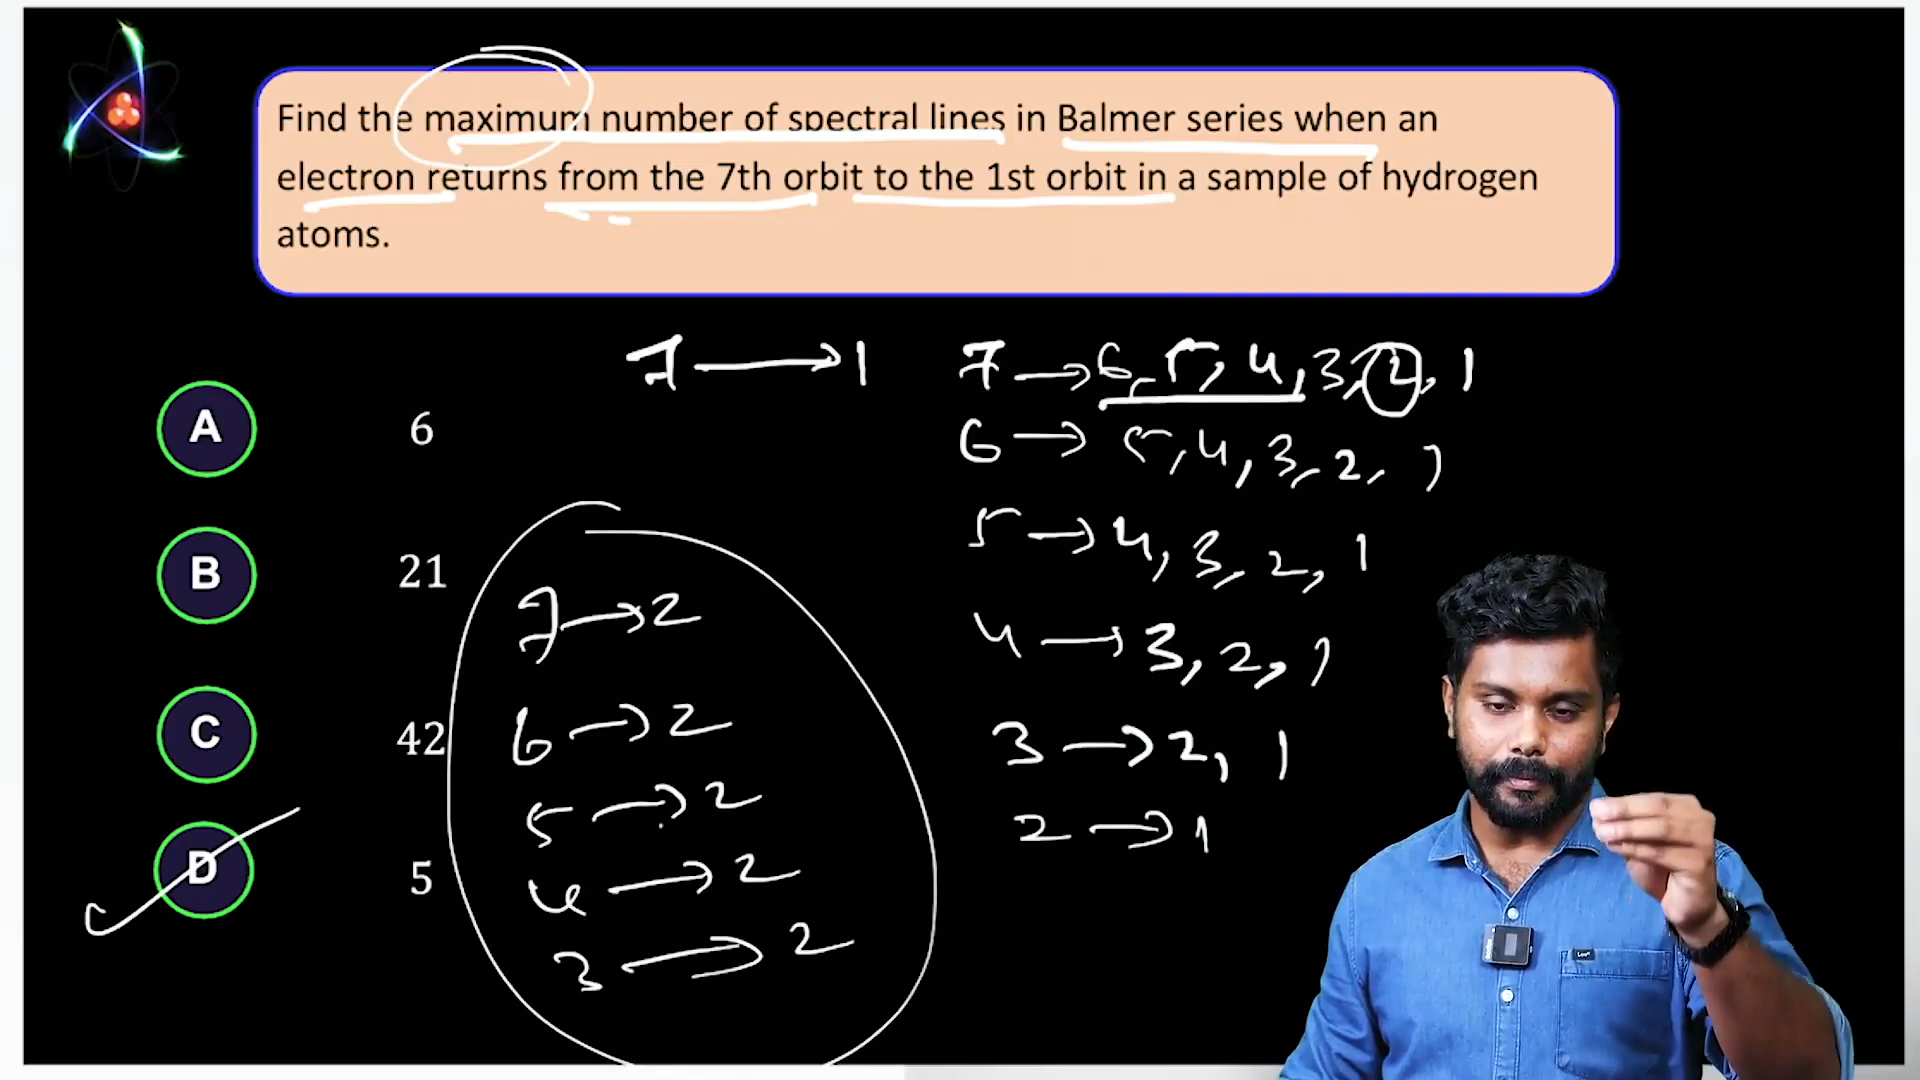 Find the maximum number of spectral lines in Balmer series when an
electron returns from the 7th orbit to the 1st orbit in a sample of hydrogen
atoms.
7 → 1
7 → 6, 5, 4, 3, 2, 1
6 → 5, 4, 3, 2, 1
5 → 4, 3, 2, 1
4 → 3, 2, 1
3 → 2, 1
2 → 1
A 6
B 21
C 42
D 5
7 → 2
6 → 2
5 → 2
4 → 2
3 → 2